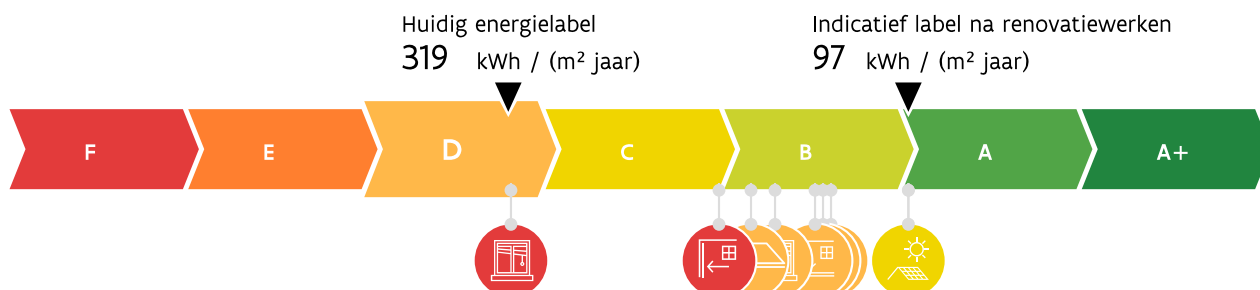 Huidig energielabel
319 kWh / (m² jaar)
Indicatief label na renovatiewerken
97 kWh / (m² jaar)
F E D C B A A+